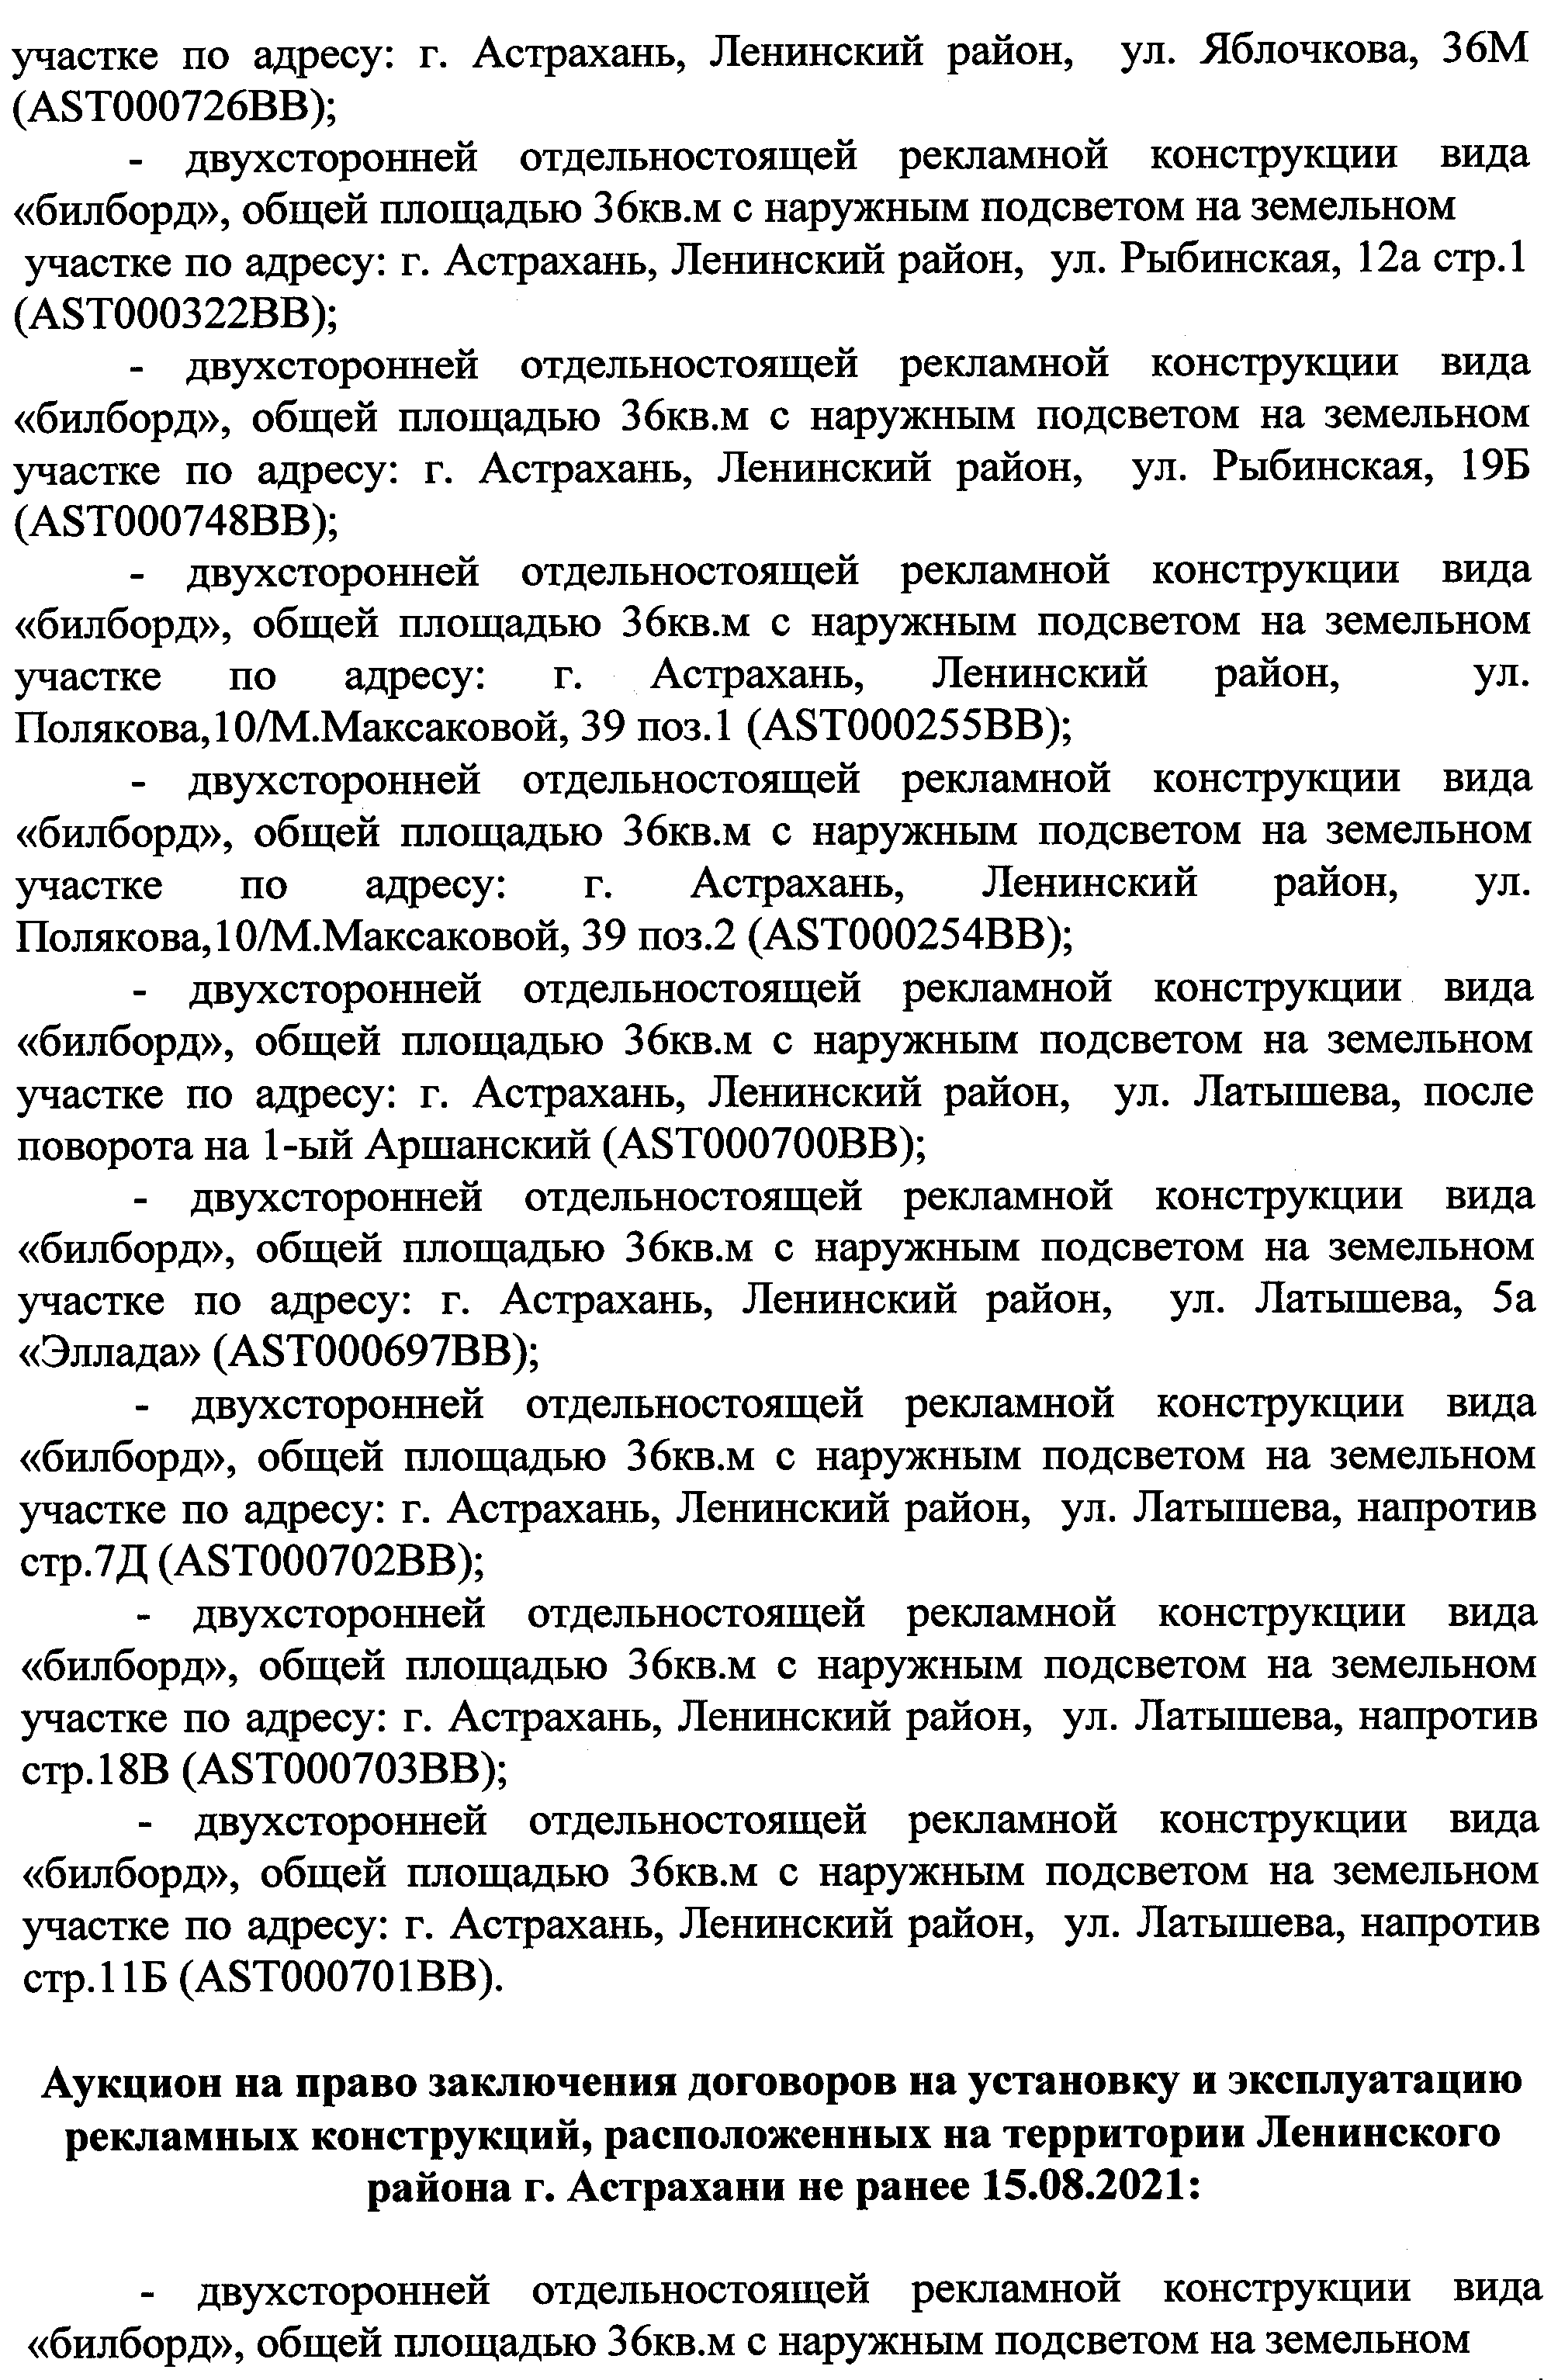 участке по адресу: г. Астрахань, Ленинский район, ул. Яблочкова, 36М
(AST000726BB);
- двухсторонней отдельностоящей рекламной конструкции вида
«билборд», общей площадью 36кв.м с наружным подсветом на земельном
участке по адресу: г. Астрахань, Ленинский район, ул. Рыбинская, 12а стр.1
(AST000322BB);
- двухсторонней отдельностоящей рекламной конструкции вида
«билборд», общей площадью 36кв.м с наружным подсветом на земельном
участке по адресу: г. Астрахань, Ленинский район, ул. Рыбинская, 19Б
(AST000748BB);
- двухсторонней отдельностоящей рекламной конструкции вида
«билборд», общей площадью 36кв.м с наружным подсветом на земельном
участке по адресу: г. Астрахань, Ленинский район, ул.
Полякова,10/М.Максаковой, 39 поз.1 (AST000255BB);
- двухсторонней отдельностоящей рекламной конструкции вида
«билборд», общей площадью 36кв.м с наружным подсветом на земельном
участке по адресу: г. Астрахань, Ленинский район, ул.
Полякова,10/М.Максаковой, 39 поз.2 (AST000254BB);
- двухсторонней отдельностоящей рекламной конструкции вида
«билборд», общей площадью 36кв.м с наружным подсветом на земельном
участке по адресу: г. Астрахань, Ленинский район, ул. Латышева, после
поворота на 1-ый Аршанский (AST000700BB);
- двухсторонней отдельностоящей рекламной конструкции вида
«билборд», общей площадью 36кв.м с наружным подсветом на земельном
участке по адресу: г. Астрахань, Ленинский район, ул. Латышева, 5а
«Эллада» (AST000697BB);
- двухсторонней отдельностоящей рекламной конструкции вида
«билборд», общей площадью 36кв.м с наружным подсветом на земельном
участке по адресу: г. Астрахань, Ленинский район, ул. Латышева, напротив
стр.7Д (AST000702BB);
- двухсторонней отдельностоящей рекламной конструкции вида
«билборд», общей площадью 36кв.м с наружным подсветом на земельном
участке по адресу: г. Астрахань, Ленинский район, ул. Латышева, напротив
стр.18В (AST000703BB);
- двухсторонней отдельностоящей рекламной конструкции вида
«билборд», общей площадью 36кв.м с наружным подсветом на земельном
участке по адресу: г. Астрахань, Ленинский район, ул. Латышева, напротив
стр.11Б (AST000701BB).
Аукцион на право заключения договоров на установку и эксплуатацию
рекламных конструкций, расположенных на территории Ленинского
района г. Астрахани не ранее 15.08.2021:
- двухсторонней отдельностоящей рекламной конструкции вида
«билборд», общей площадью 36кв.м с наружным подсветом на земельном